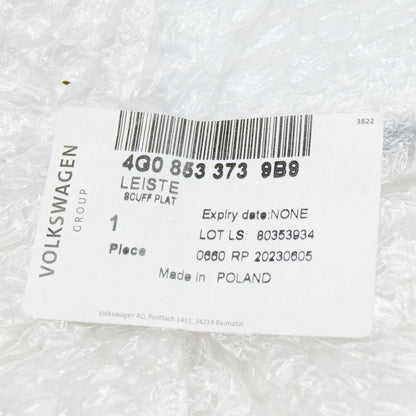 3822
VOLKSWAGEN
GROUP
4G0 853 373 9B9
LEISTE
SCUFF PLAT
1
Piece
Expiry date:NONE
LOT LS: 80353934
0660 RP 20230605
Made in POLAND
Volkswagen AG, Postfach 1451, 34219 Baunatal